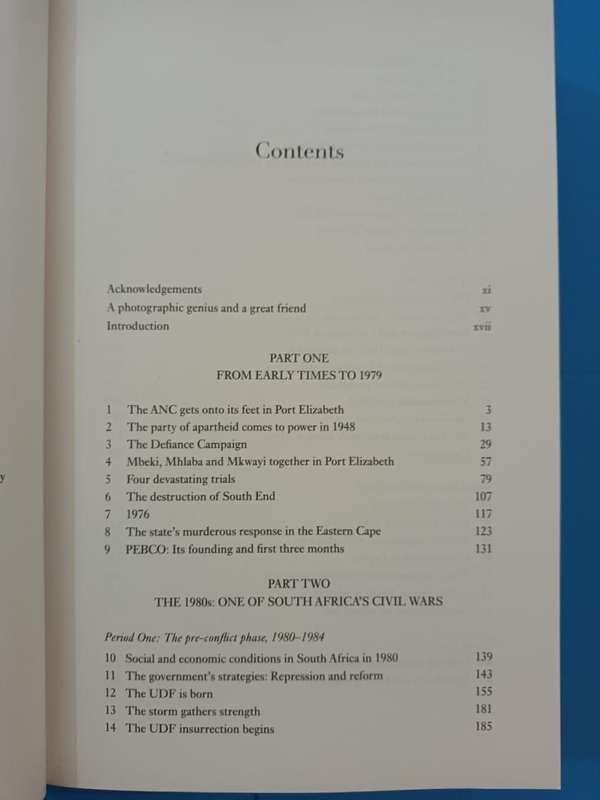 Contents
Acknowledgements xi
A photographic genius and a great friend xv
Introduction xvii
PART ONE
FROM EARLY TIMES TO 1979
1 The ANC gets onto its feet in Port Elizabeth 3
2 The party of apartheid comes to power in 1948 13
3 The Defiance Campaign 29
4 Mbeki, Mhlaba and Mkwayi together in Port Elizabeth 57
5 Four devastating trials 79
6 The destruction of South End 107
7 1976 117
8 The state's murderous response in the Eastern Cape 123
9 PEBCO: Its founding and first three months 131
PART TWO
THE 1980s: ONE OF SOUTH AFRICA'S CIVIL WARS
Period One: The pre-conflict phase, 1980–1984
10 Social and economic conditions in South Africa in 1980 139
11 The government's strategies: Repression and reform 143
12 The UDF is born 155
13 The storm gathers strength 181
14 The UDF insurrection begins 185